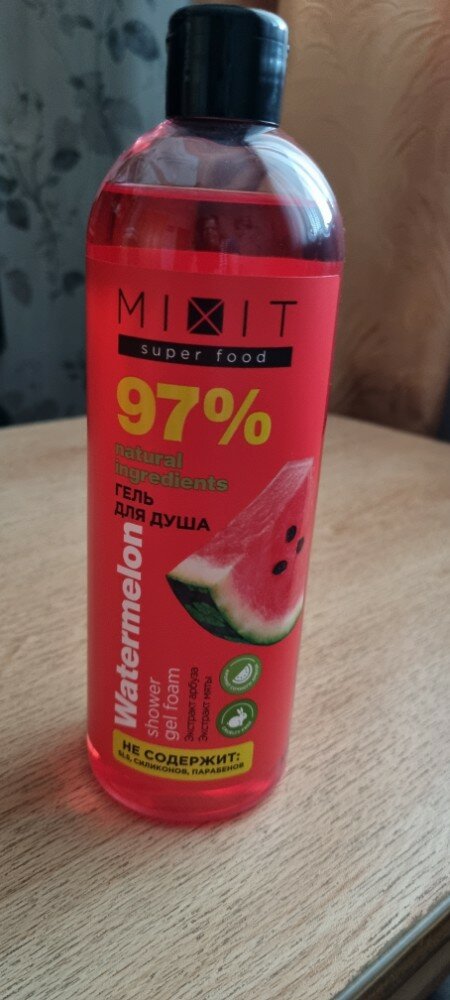 MIXIT
super food
97%
natural
ingredients
ГЕЛЬ
ДЛЯ ДУША
Watermelon
shower
gel foam
Экстракт арбуза
Экстракт мяты
НЕ СОДЕРЖИТ:
SLS, СИЛИКОНОВ, ПАРАБЕНОВ